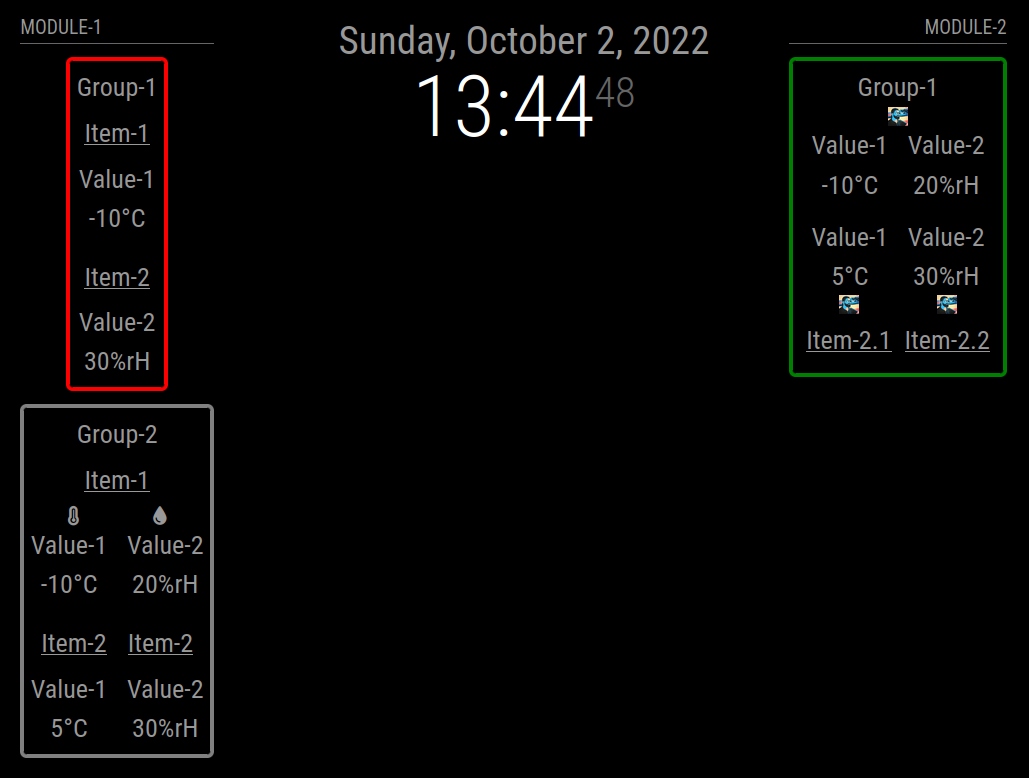 MODULE-1
Group-1
Item-1
Value-1
-10°C
Item-2
Value-2
30%rH
Group-2
Item-1
Value-1 Value-2
-10°C 20%rH
Item-2 Item-2
Value-1 Value-2
5°C 30%rH
Sunday, October 2, 2022
13:44 48
MODULE-2
Group-1
Value-1 Value-2
-10°C 20%rH
Value-1 Value-2
5°C 30%rH
Item-2.1 Item-2.2